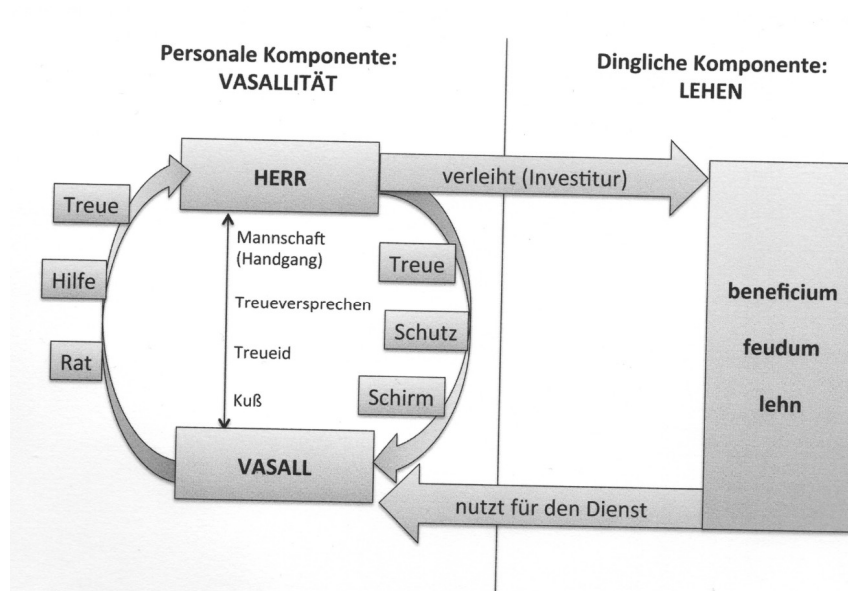 Personale Komponente:
VASALLITÄT
Dingliche Komponente:
LEHEN
HERR
verleiht (Investitur)
Treue
Hilfe
Rat
Mannschaft
(Handgang)
Treueversprechen
Treueid
Kuß
Treue
Schutz
Schirm
VASALL
beneficium
feudum
lehn
nutzt für den Dienst